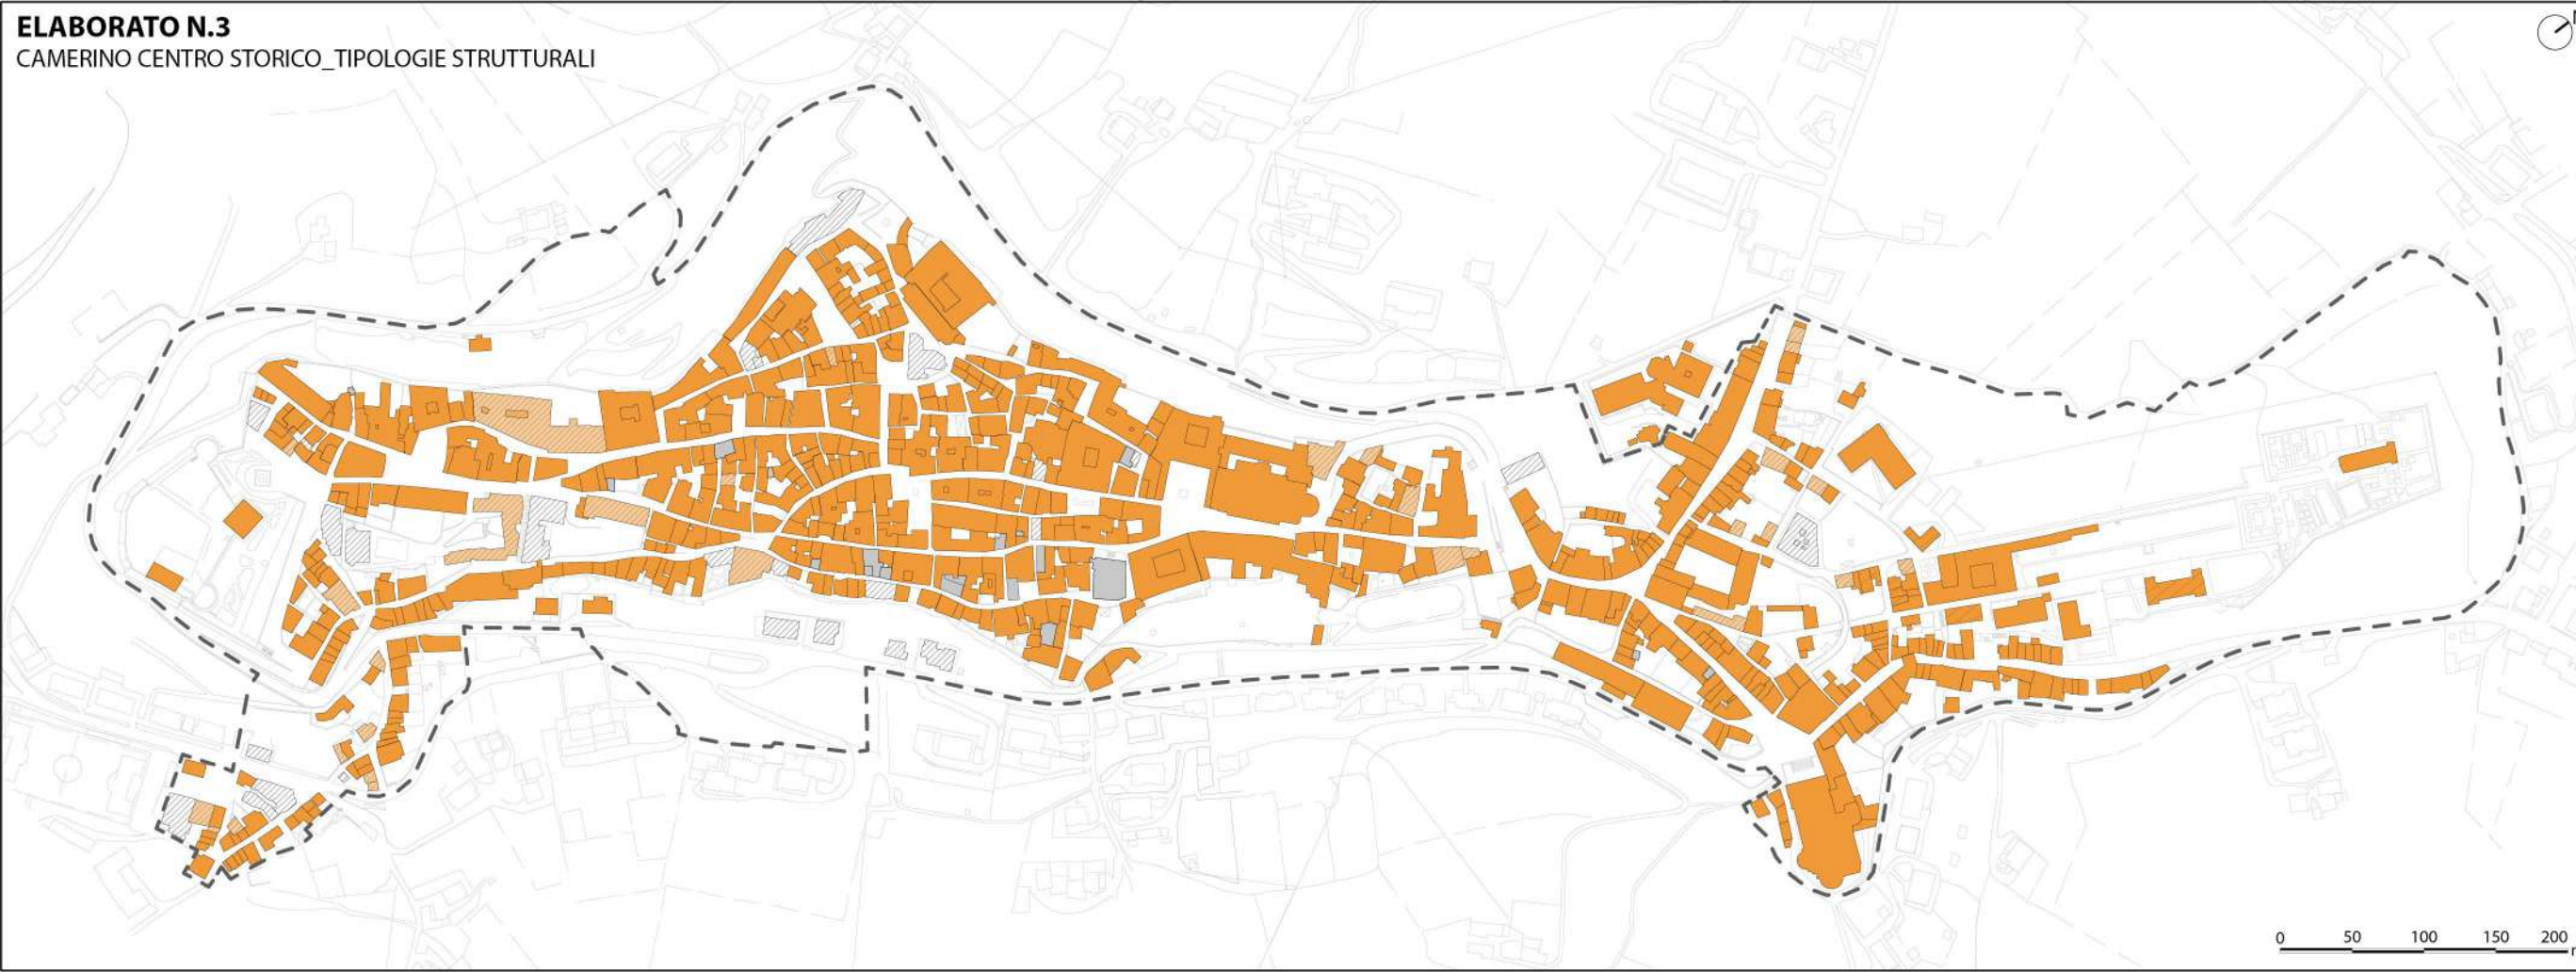 ELABORATO N.3
CAMERINO CENTRO STORICO_TIPOLOGIE STRUTTURALI
0 50 100 150 200